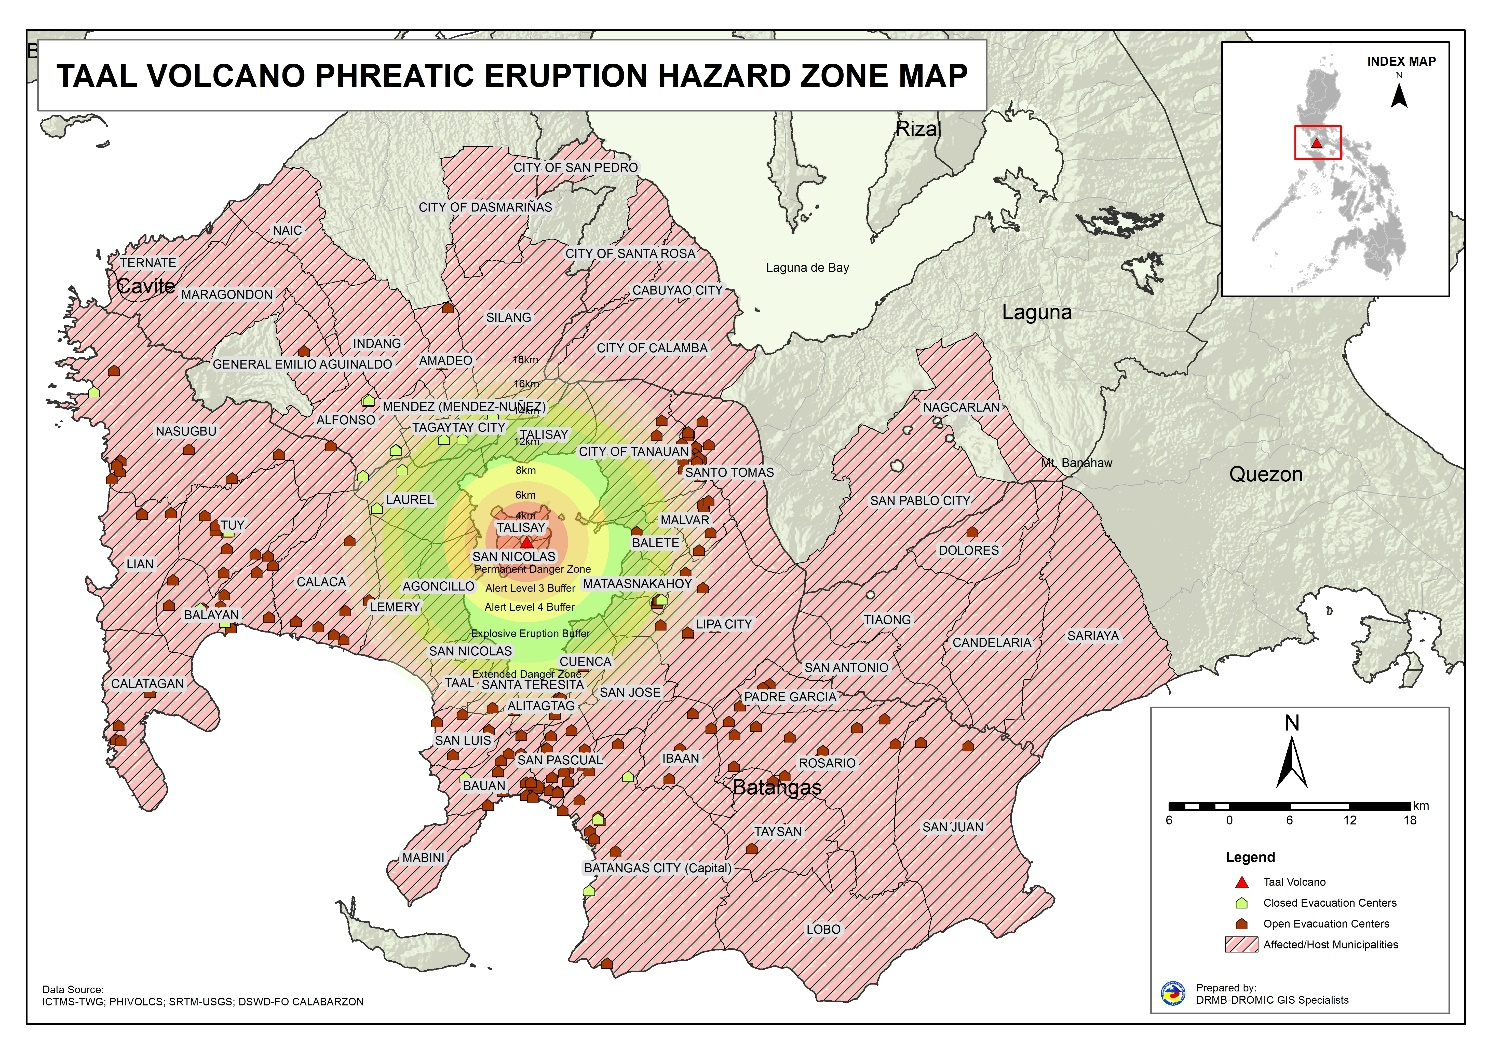 B
TAAL VOLCANO PHREATIC ERUPTION HAZARD ZONE MAP
INDEX MAP
N
Rizal
CITY OF SAN PEDRO
CITY OF DASMARIÑAS
NAIC
CITY OF SANTA ROSA
TERNATE
Laguna de Bay
Cavite
MARAGONDON
CABUYAO CITY
SILANG
Laguna
INDANG
CITY OF CALAMBA
GENERAL EMILIO AGUINALDO
AMADEO
18km
16km
MENDEZ (MENDEZ-NUÑEZ)
NAGCARLAN
ALFONSO
TAGAYTAY CITY
NASUGBU
TALISAY
12km
CITY OF TANAUAN
Mt. Banahaw
8km
SANTO TOMAS
Quezon
6km
LAUREL
SAN PABLO CITY
4km
MALVAR
TUY
TALISAY
BALETE
DOLORES
SAN NICOLAS
LIAN
Permanent Danger Zone
CALACA
AGONCILLO
Alert Level 3 Buffer
MATAASNAKAHOY
LEMERY
Alert Level 4 Buffer
BALAYAN
TIAONG
LIPA CITY
Explosive Eruption Buffer
SARIAYA
CANDELARIA
SAN NICOLAS
CUENCA
SAN ANTONIO
Extended Danger Zone
CALATAGAN
TAAL
SANTA TERESITA
SAN JOSE
PADRE GARCIA
ALITAGTAG
SAN LUIS
SAN PASCUAL
IBAAN
ROSARIO
BAUAN
Batangas
TAYSAN
SAN JUAN
MABINI
BATANGAS CITY (Capital)
LOBO
N
km
6 0 6 12 18
Legend
Taal Volcano
Closed Evacuation Centers
Open Evacuation Centers
Affected/Host Municipalities
Data Source:
ICTMS-TWG; PHIVOLCS; SRTM-USGS; DSWD-FO CALABARZON
Prepared by:
DRMB-DROMIC GIS Specialists